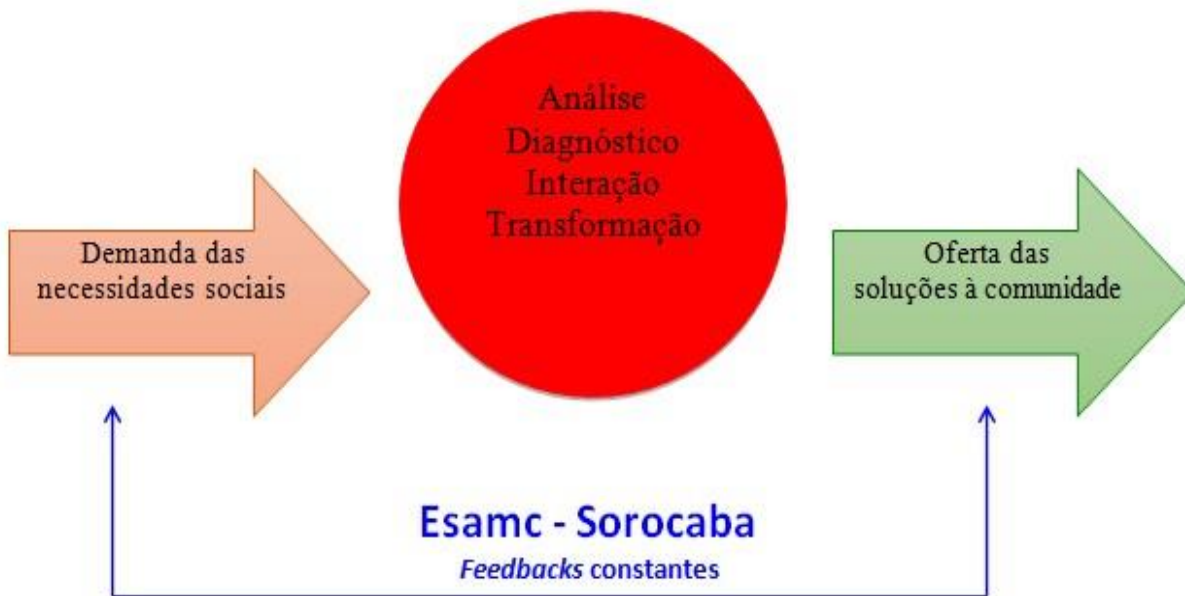 Demanda das
necessidades sociais
Análise
Diagnóstico
Interação
Transformação
Oferta das
soluções à comunidade
Esamc - Sorocaba
Feedbacks constantes